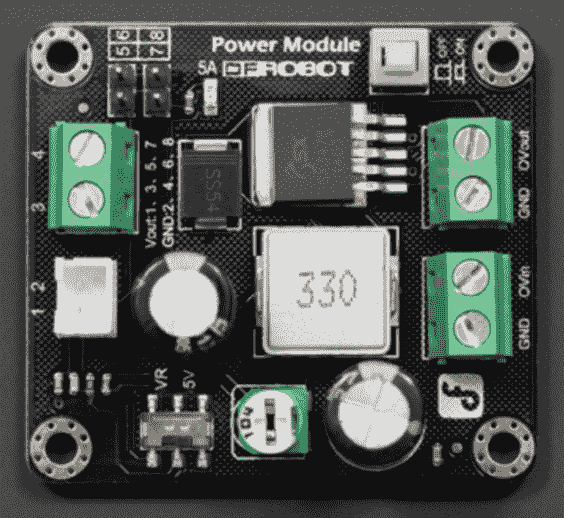 5 6
7 8
Power Module
DFROBOT
5A
OFF
ON
4
3
Vout:1. 3. 5. 7
GND:2. 4. 6. 8
OVout
GND
1 2
330
OVin
GND
VR
5V
104